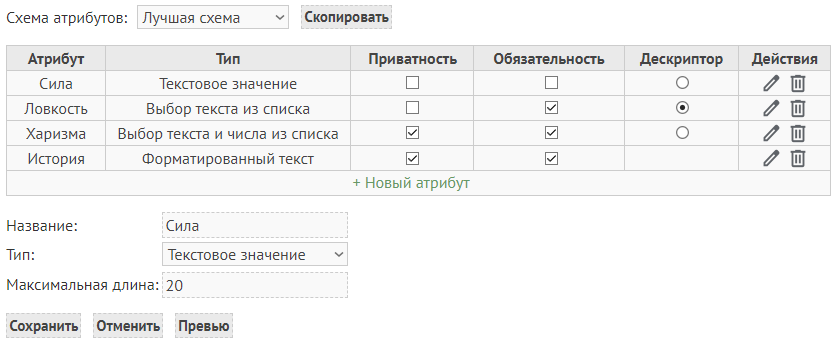 Схема атрибутов: Лучшая схема Скопировать
Атрибут Тип Приватность Обязательность Дескриптор Действия
Сила Текстовое значение
Ловкость Выбор текста из списка
Харизма Выбор текста и числа из списка
История Форматированный текст
+ Новый атрибут
Название: Сила
Тип: Текстовое значение
Максимальная длина: 20
Сохранить Отменить Превью